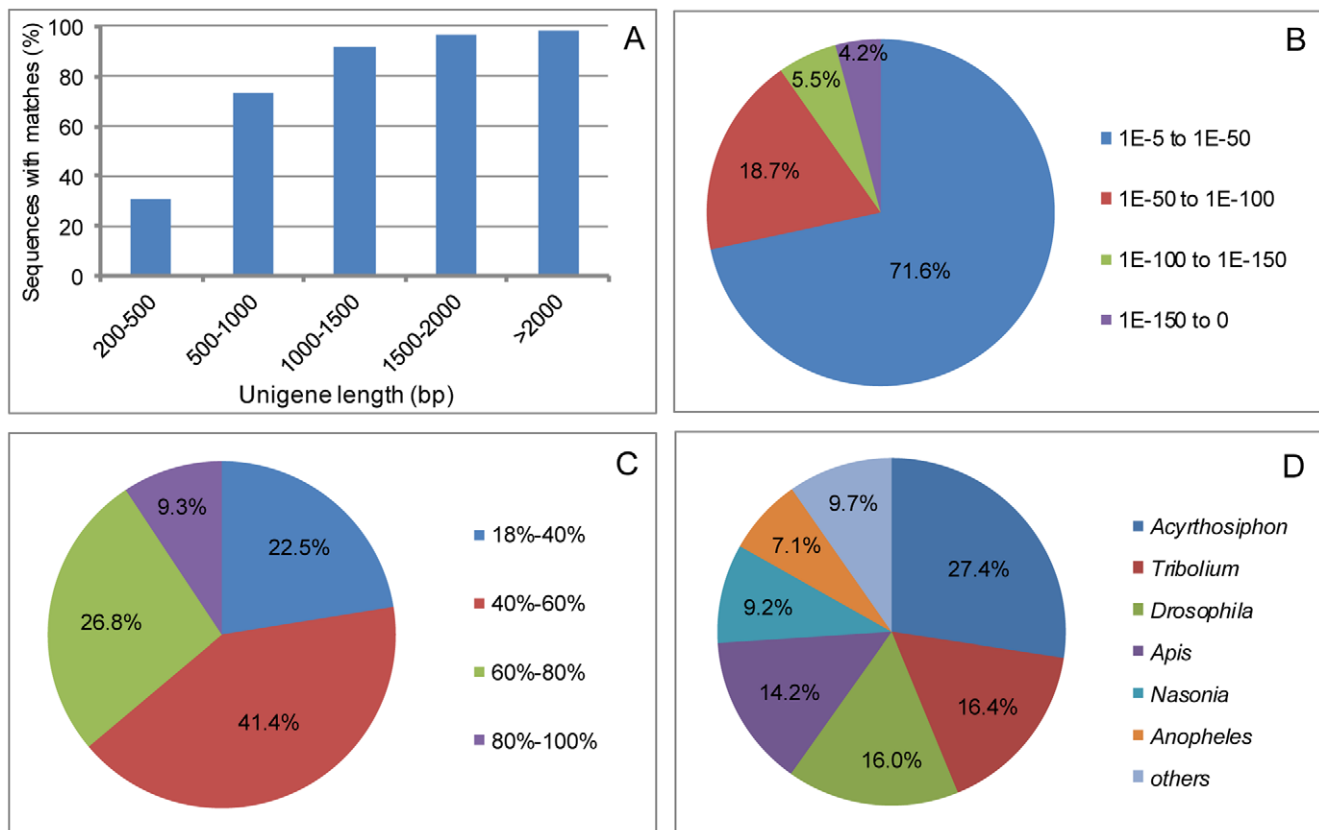 A
Sequences with matches (%)
100
80
60
40
20
0
200-500
500-1000
1000-1500
1500-2000
>2000
Unigene length (bp)
B
4.2%
5.5%
18.7%
71.6%
1E-5 to 1E-50
1E-50 to 1E-100
1E-100 to 1E-150
1E-150 to 0
C
9.3%
22.5%
26.8%
41.4%
18%-40%
40%-60%
60%-80%
80%-100%
D
9.7%
7.1%
27.4%
9.2%
14.2%
16.4%
16.0%
Acyrthosiphon
Tribolium
Drosophila
Apis
Nasonia
Anopheles
others